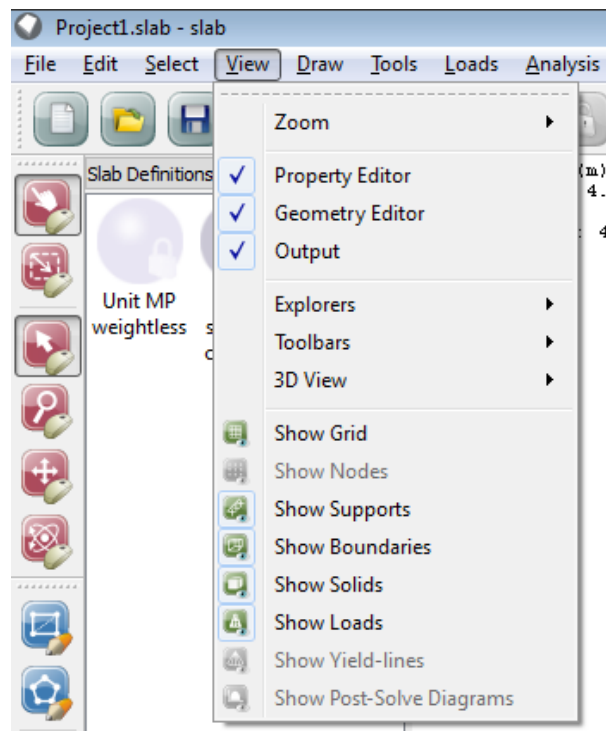 Project1.slab - slab
File Edit Select View Draw Tools Loads Analysis
Zoom
Slab Definitions
Property Editor
(m)
4.
Geometry Editor
: 4
Output
Unit MP
weightless
Explorers
Toolbars
3D View
Show Grid
Show Nodes
Show Supports
Show Boundaries
Show Solids
Show Loads
Show Yield-lines
Show Post-Solve Diagrams